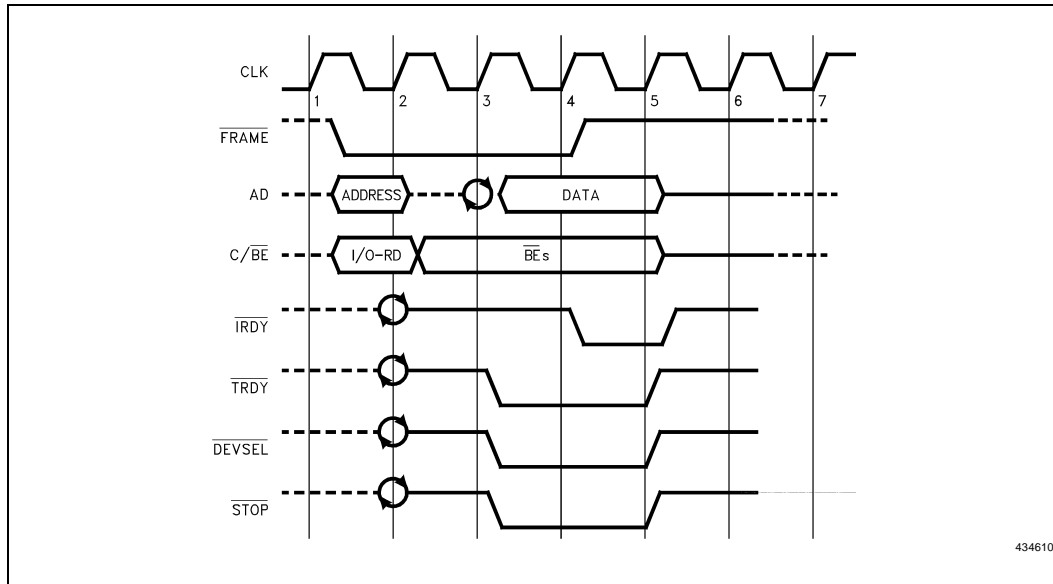 CLK
1 2 3 4 5 6 7
FRAME
AD ADDRESS DATA
C/BE I/O-RD BEs
IRDY
TRDY
DEVSEL
STOP
434610